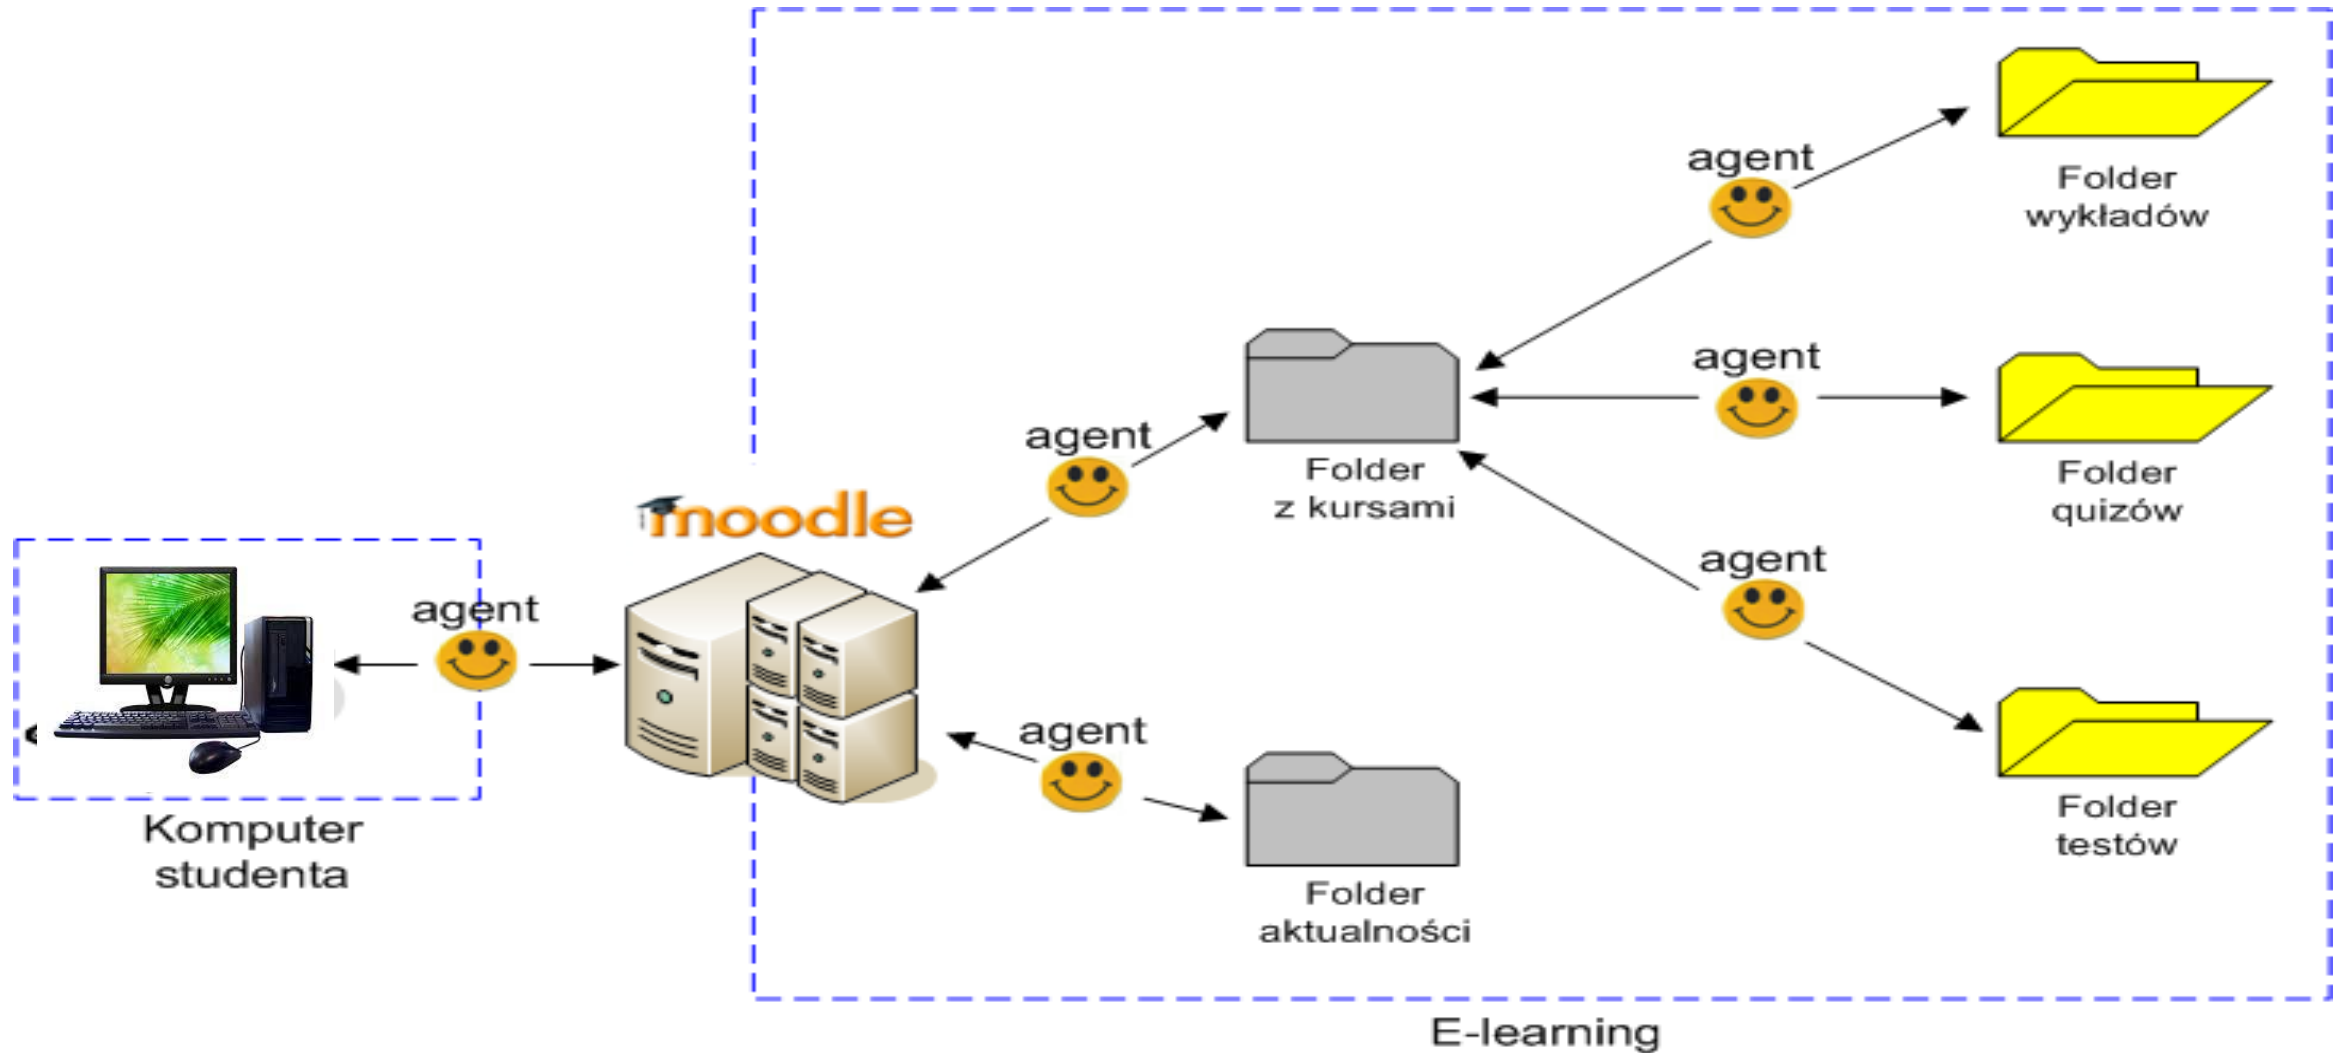 agent
Folder
wykładów
agent
Folder
quizów
agent
Folder
z kursami
moodle
agent
Folder
testów
agent
Komputer
studenta
agent
Folder
aktualności
E-learning